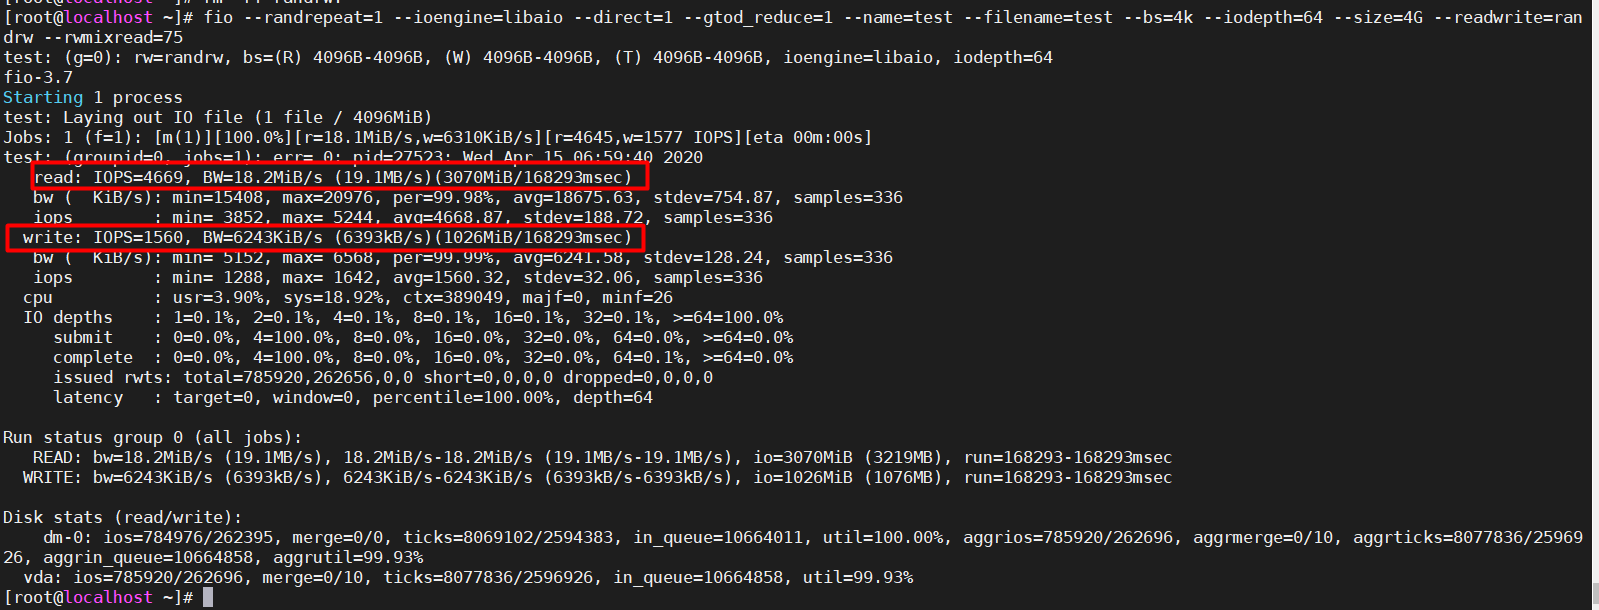 [root@localhost ~]# fio --randrepeat=1 --ioengine=libaio --direct=1 --gtod_reduce=1 --name=test --filename=test --bs=4k --iodepth=64 --size=4G --readwrite=ran
drw --rwmixread=75
test: (g=0): rw=randrw, bs=(R) 4096B-4096B, (W) 4096B-4096B, (T) 4096B-4096B, ioengine=libaio, iodepth=64
fio-3.7
Starting 1 process
test: Laying out IO file (1 file / 4096MiB)
Jobs: 1 (f=1): [m(1)][100.0%][r=18.1MiB/s,w=6310KiB/s][r=4645,w=1577 IOPS][eta 00m:00s]
test: (groupid=0, jobs=1): err= 0: pid=27523: Wed Apr 15 06:59:40 2020
read: IOPS=4669, BW=18.2MiB/s (19.1MB/s)(3070MiB/168293msec)
bw (  KiB/s): min=15408, max=20976, per=99.98%, avg=18675.63, stdev=754.87, samples=336
iops        : min= 3852, max= 5244, avg=4668.87, stdev=188.72, samples=336
write: IOPS=1560, BW=6243KiB/s (6393kB/s)(1026MiB/168293msec)
bw (  KiB/s): min= 5152, max= 6568, per=99.99%, avg=6241.58, stdev=128.24, samples=336
iops        : min= 1288, max= 1642, avg=1560.32, stdev=32.06, samples=336
cpu          : usr=3.90%, sys=18.92%, ctx=389049, majf=0, minf=26
IO depths    : 1=0.1%, 2=0.1%, 4=0.1%, 8=0.1%, 16=0.1%, 32=0.1%, >=64=100.0%
submit    : 0=0.0%, 4=100.0%, 8=0.0%, 16=0.0%, 32=0.0%, 64=0.0%, >=64=0.0%
complete  : 0=0.0%, 4=100.0%, 8=0.0%, 16=0.0%, 32=0.0%, 64=0.1%, >=64=0.0%
issued rwts: total=785920,262656,0,0 short=0,0,0,0 dropped=0,0,0,0
latency   : target=0, window=0, percentile=100.00%, depth=64
Run status group 0 (all jobs):
READ: bw=18.2MiB/s (19.1MB/s), 18.2MiB/s-18.2MiB/s (19.1MB/s-19.1MB/s), io=3070MiB (3219MB), run=168293-168293msec
WRITE: bw=6243KiB/s (6393kB/s), 6243KiB/s-6243KiB/s (6393kB/s-6393kB/s), io=1026MiB (1076MB), run=168293-168293msec
Disk stats (read/write):
dm-0: ios=784976/262395, merge=0/0, ticks=8069102/2594383, in_queue=10664011, util=100.00%, aggrios=785920/262696, aggrmerge=0/10, aggrticks=8077836/25969
26, aggrin_queue=10664858, aggrutil=99.93%
vda: ios=785920/262696, merge=0/10, ticks=8077836/2596926, in_queue=10664858, util=99.93%
[root@localhost ~]#